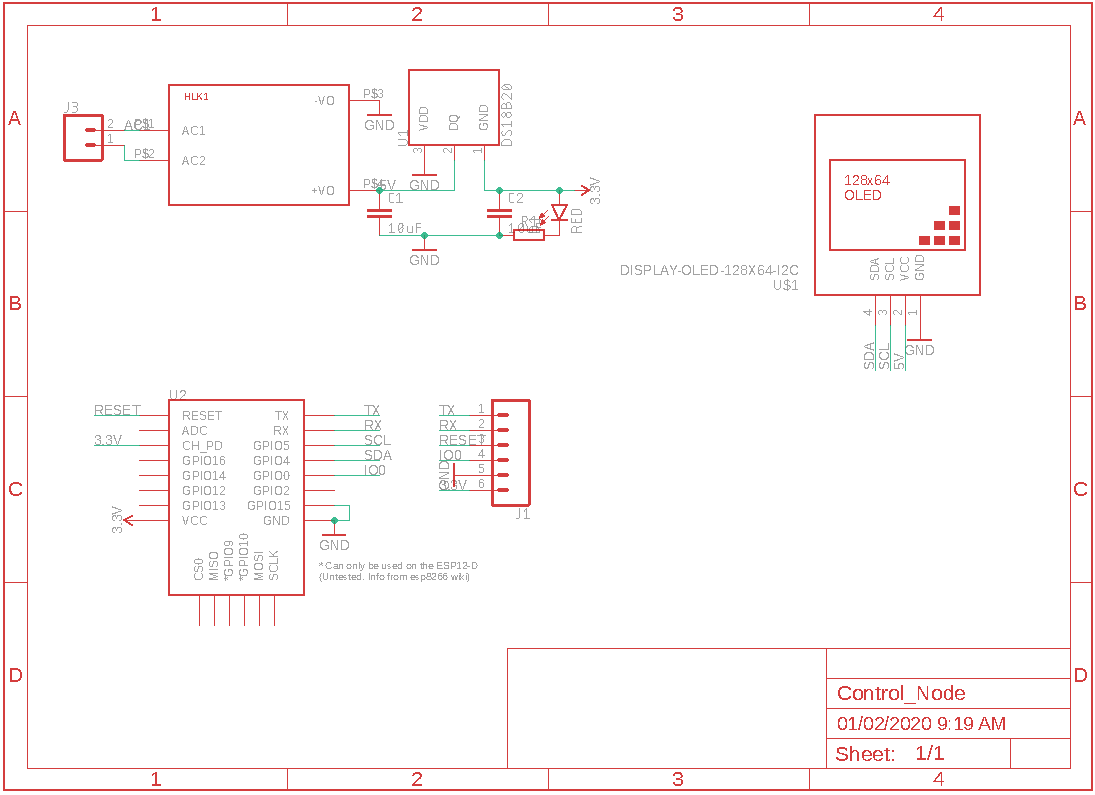 1 2 3 4
A A
B B
C C
D D
1 2 3 4
J3
2
1
AC1
P$1
P$2
HLK1
AC1
AC2
-VO
+VO
P$3
GND
5V
C1
10uF
GND
U1
DS18B20
VDD
DQ
GND
3
2
1
GND
C2
10uF
RED
3.3V
128x64
OLED
SDA
SCL
VCC
GND
4
3
2
1
SDA
SCL
5V
GND
DISPLAY-OLED-128X64-I2C
U$1
U2
RESET
3.3V
3.3V
RESET
ADC
CH_PD
GPIO16
GPIO14
GPIO12
GPIO13
VCC
TX
RX
GPIO5
GPIO4
GPIO0
GPIO2
GPIO15
GND
TX
RX
SCL
SDA
IO0
GND
CS0
MISO
*GPIO9
*GPIO10
MOSI
SCLK
* Can only be used on the ESP12-D
(Untested. Info from esp8266 wiki)
TX 1
RX 2
RESET 3
IO0 4
GND 5
3.3V 6
J1
Control_Node
01/02/2020 9:19 AM
Sheet: 1/1